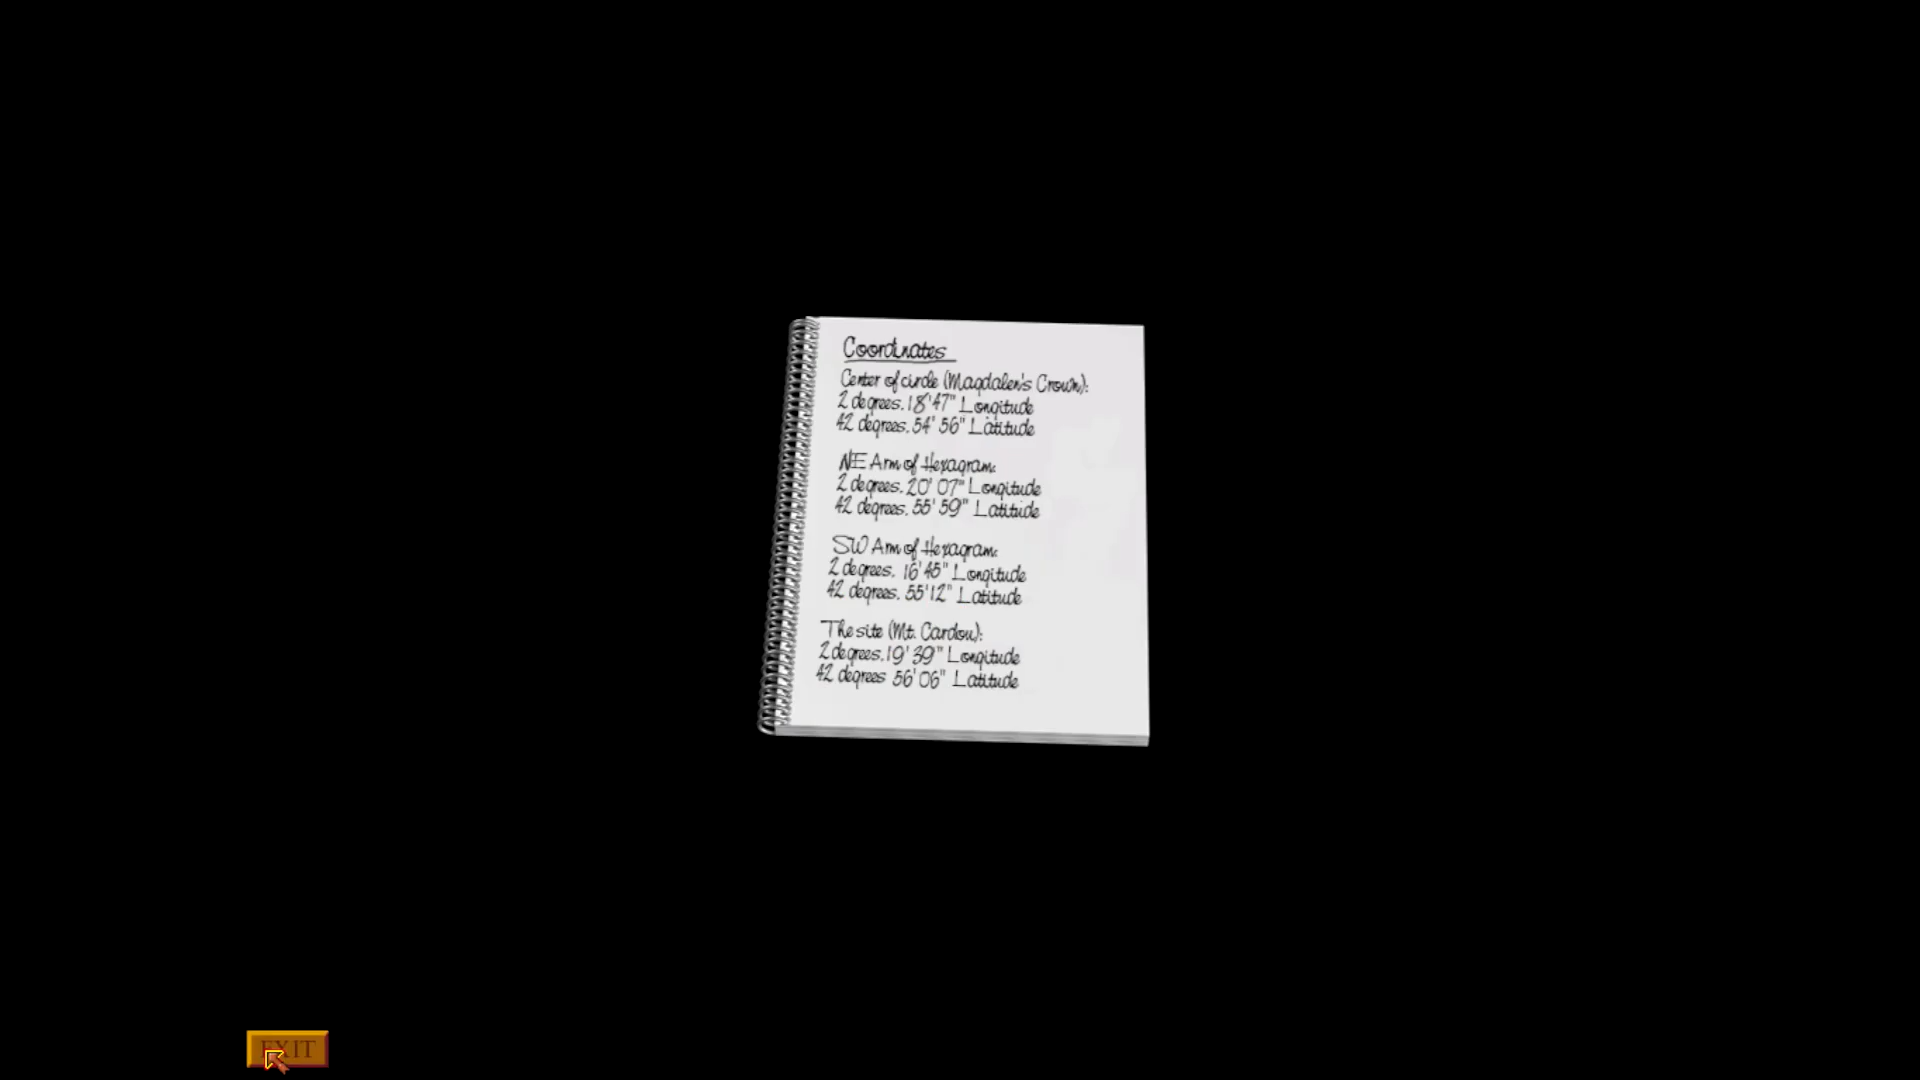 Coordinates
Center of circle (Magdalen's Crown):
2 degrees. 18' 47" Longitude
42 degrees. 54' 56" Latitude
NE Arm of Hexagram:
2 degrees. 20' 07" Longitude
42 degrees. 55' 59" Latitude
SW Arm of Hexagram:
2 degrees. 16' 45" Longitude
42 degrees. 55' 12" Latitude
The site (Mt. Cardou):
2 degrees. 19' 39" Longitude
42 degrees 56' 06" Latitude
EXIT